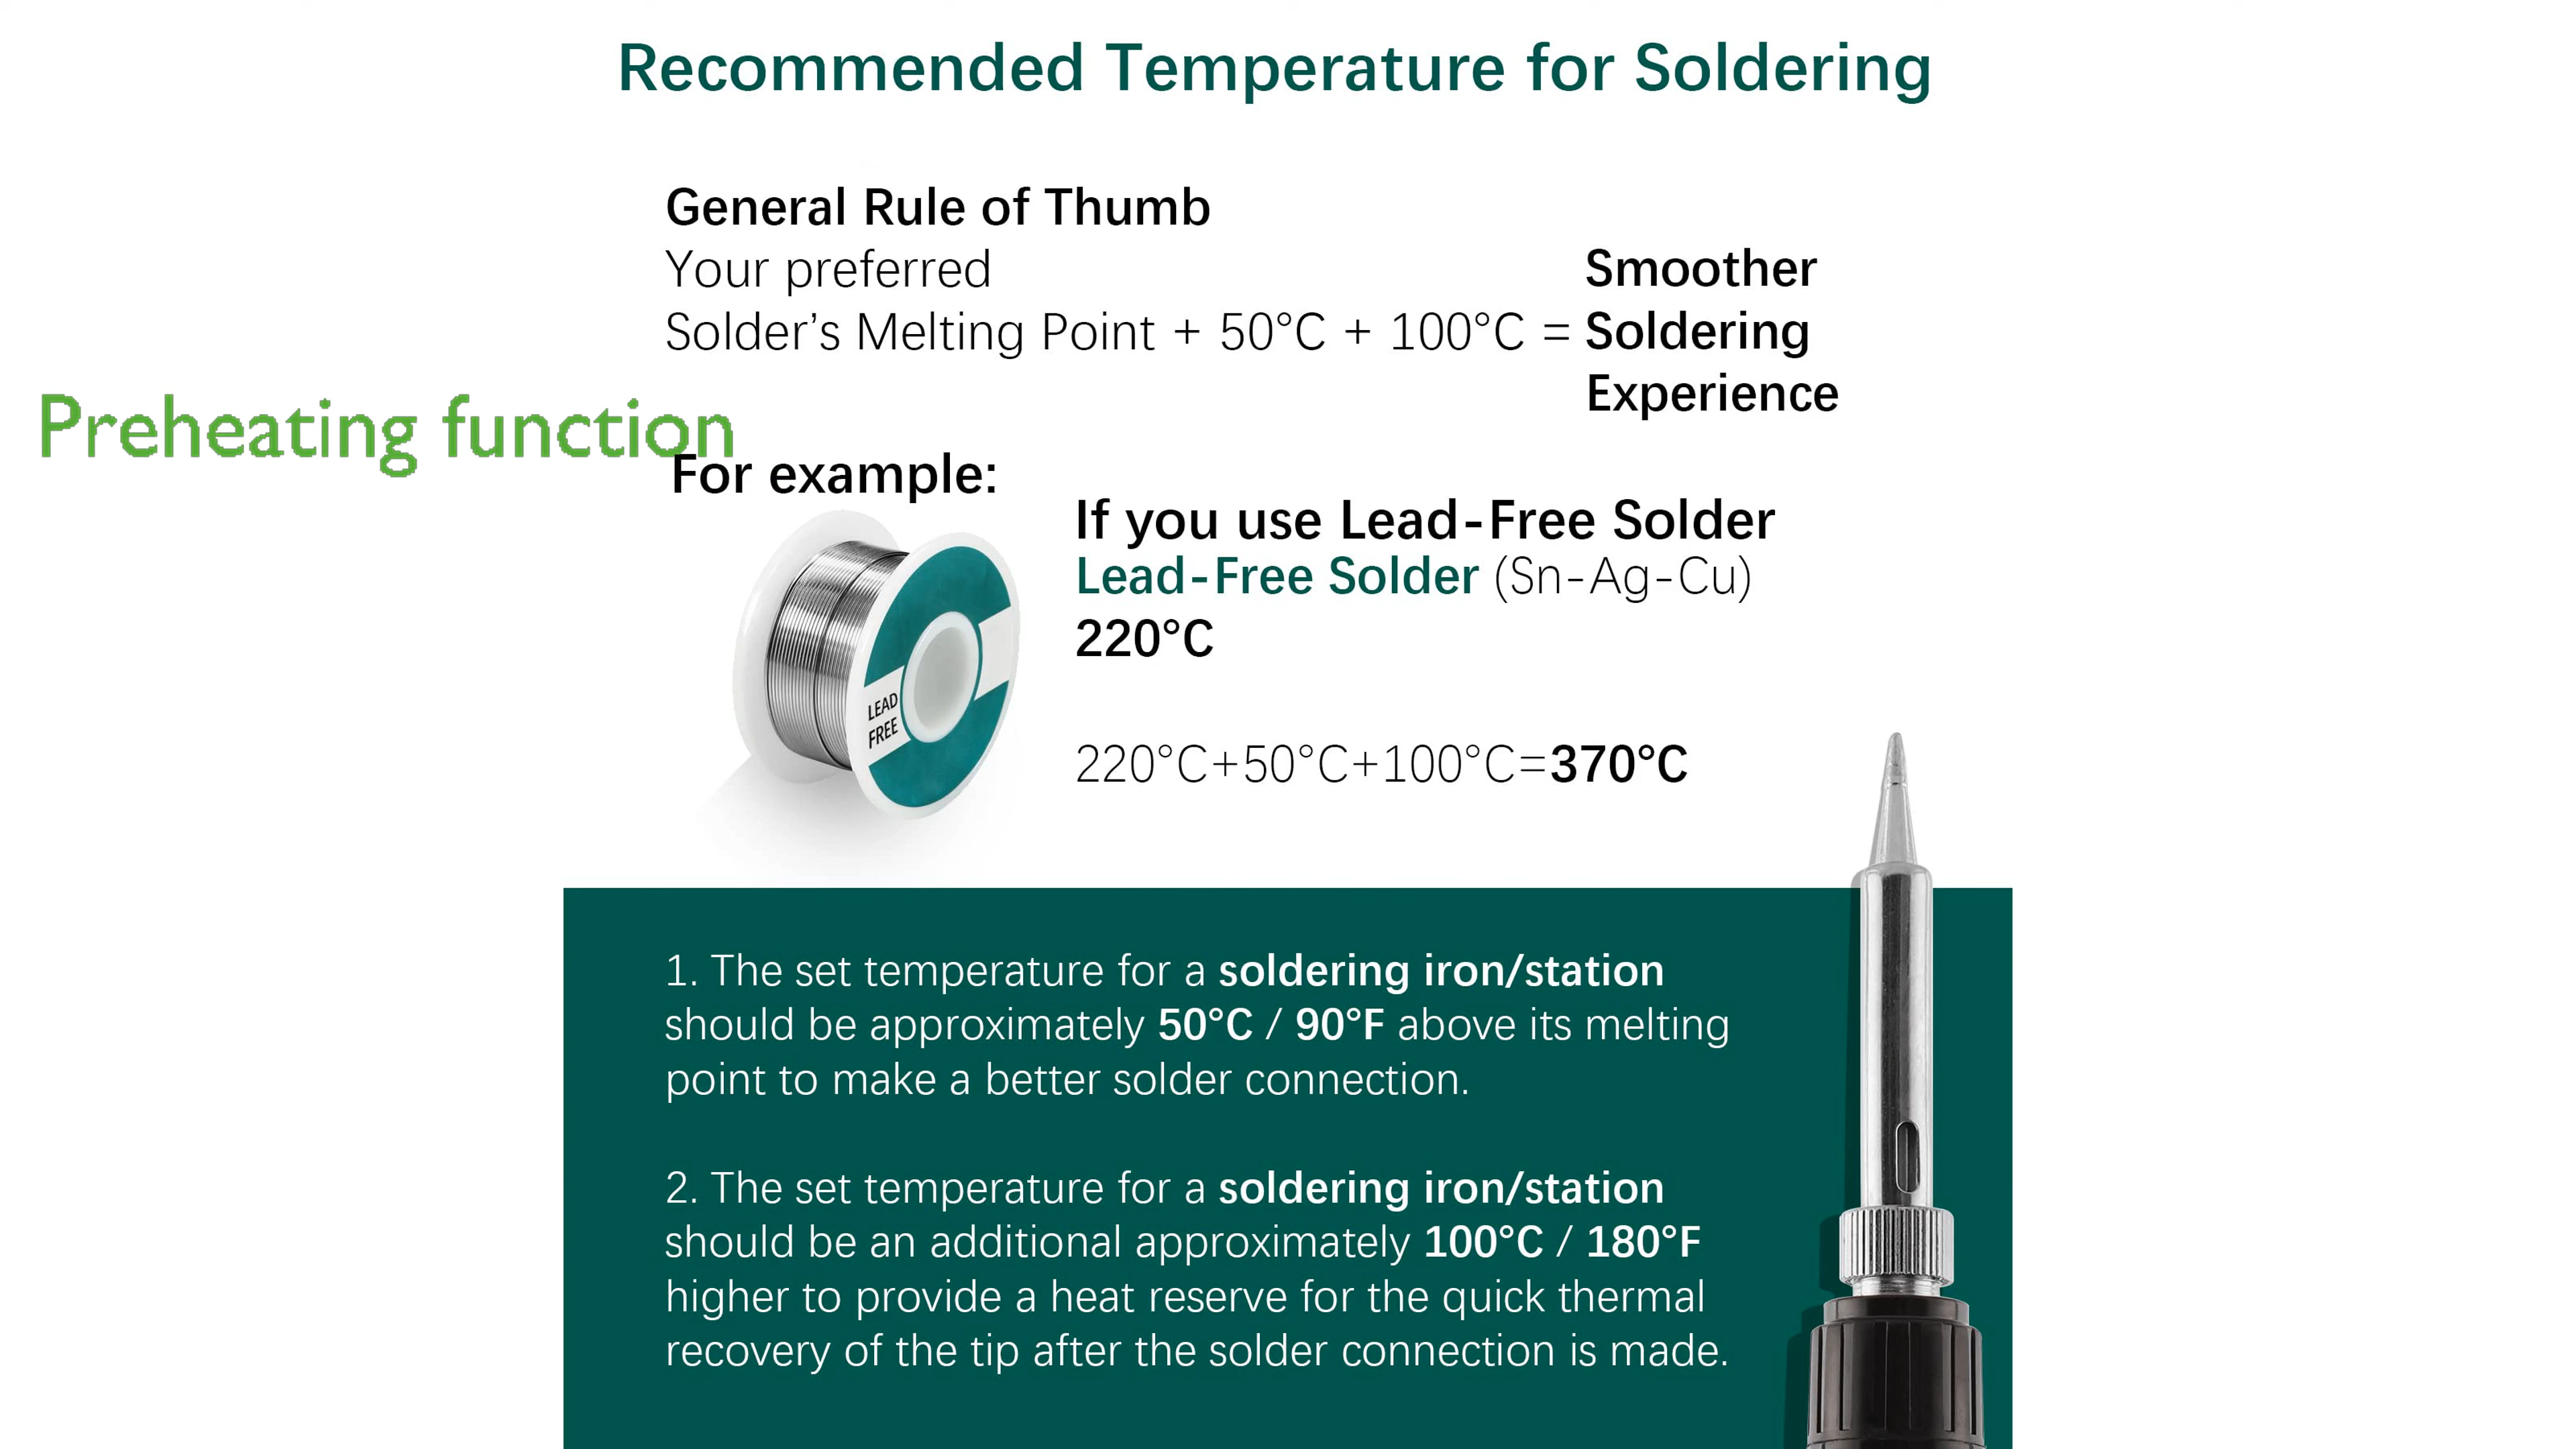 Recommended Temperature for Soldering
General Rule of Thumb
Your preferred
Solder's Melting Point + 50°C + 100°C =
Smoother
Soldering
Experience
Preheating function
For example:
If you use Lead-Free Solder
Lead-Free Solder (Sn-Ag-Cu)
220°C
LEAD
FREE
220°C+50°C+100°C=370°C
1. The set temperature for a soldering iron/station
should be approximately 50°C / 90°F above its melting
point to make a better solder connection.
2. The set temperature for a soldering iron/station
should be an additional approximately 100°C / 180°F
higher to provide a heat reserve for the quick thermal
recovery of the tip after the solder connection is made.